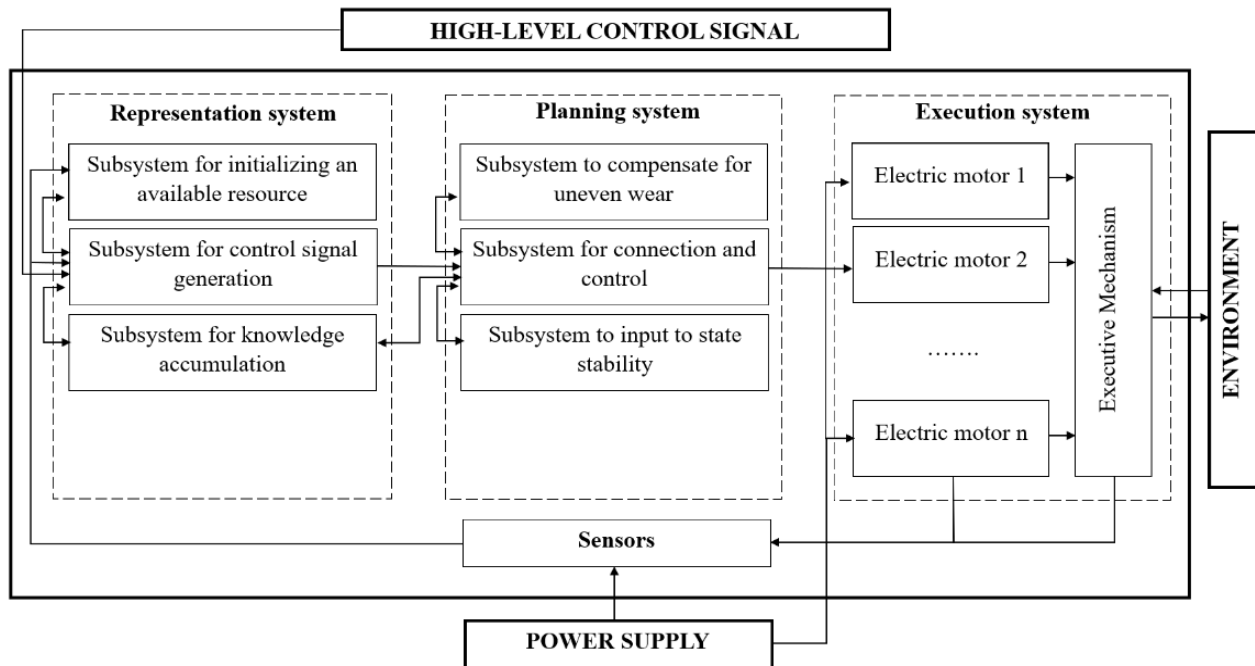 HIGH-LEVEL CONTROL SIGNAL
Representation system
Subsystem for initializing an
available resource
Subsystem for control signal
generation
Subsystem for knowledge
accumulation
Planning system
Subsystem to compensate for
uneven wear
Subsystem for connection and
control
Subsystem to input to state
stability
Execution system
Electric motor 1
Electric motor 2
.......
Electric motor n
Executive Mechanism
ENVIRONMENT
Sensors
POWER SUPPLY